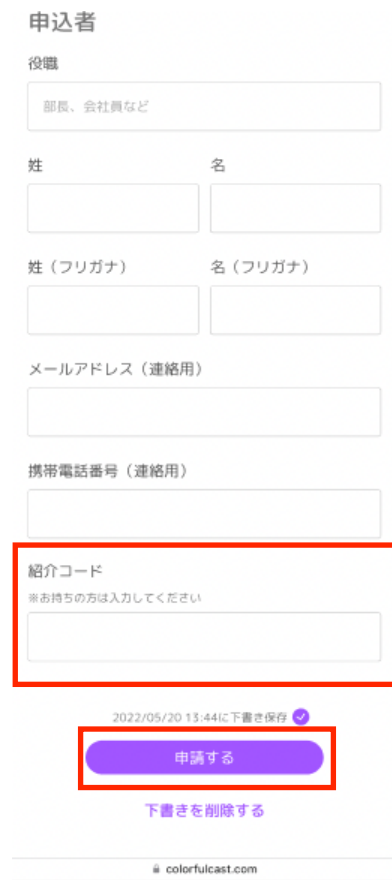 申込者
役職
部長、会社員など
姓 名
姓（フリガナ） 名（フリガナ）
メールアドレス（連絡用）
携帯電話番号（連絡用）
紹介コード
※お持ちの方は入力してください
2022/05/20 13:44に下書き保存
申請する
下書きを削除する
colorfulcast.com